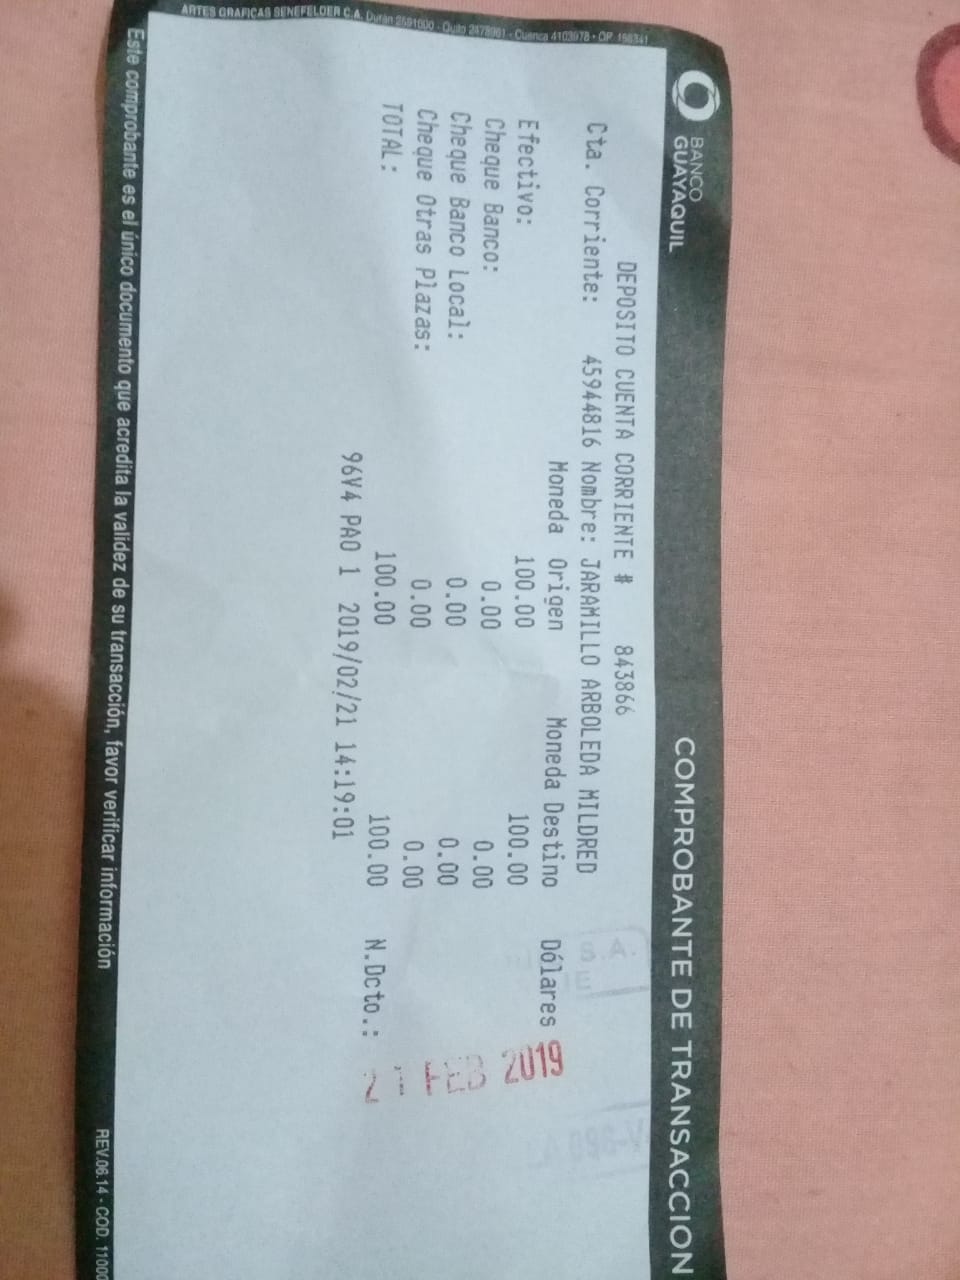 BANCO
GUAYAQUIL
COMPROBANTE DE TRANSACCION
DEPOSITO CUENTA CORRIENTE # 843866
Cta. Corriente: 45944816 Nombre: JARAMILLO ARBOLEDA MILDRED
Moneda Origen Moneda Destino Dólares
Efectivo: 100.00 100.00
Cheque Banco: 0.00 0.00
Cheque Banco Local: 0.00 0.00
Cheque Otras Plazas: 0.00 0.00
TOTAL: 100.00 100.00 N.Dcto.:
96V4 PAO 1 2019/02/21 14:19:01
21 FEB 2019
S.A.
ARTES GRAFICAS SENEFELDER C.A.
Este comprobante es el único documento que acredita la validez de su transacción, favor verificar información
REV.06.14 - COD. 11000